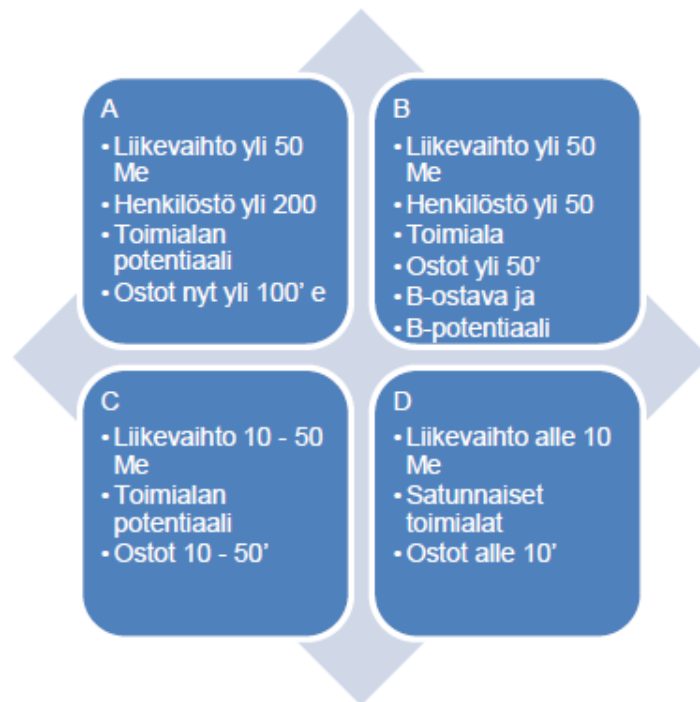 A
• Liikevaihto yli 50
Me
• Henkilöstö yli 200
• Toimialan
potentiaali
• Ostot nyt yli 100' e
B
• Liikevaihto yli 50
Me
• Henkilöstö yli 50
• Toimiala
• Ostot yli 50'
• B-ostava ja
• B-potentiaali
C
• Liikevaihto 10 - 50
Me
• Toimialan
potentiaali
• Ostot 10 - 50'
D
• Liikevaihto alle 10
Me
• Satunnaiset
toimialat
• Ostot alle 10'